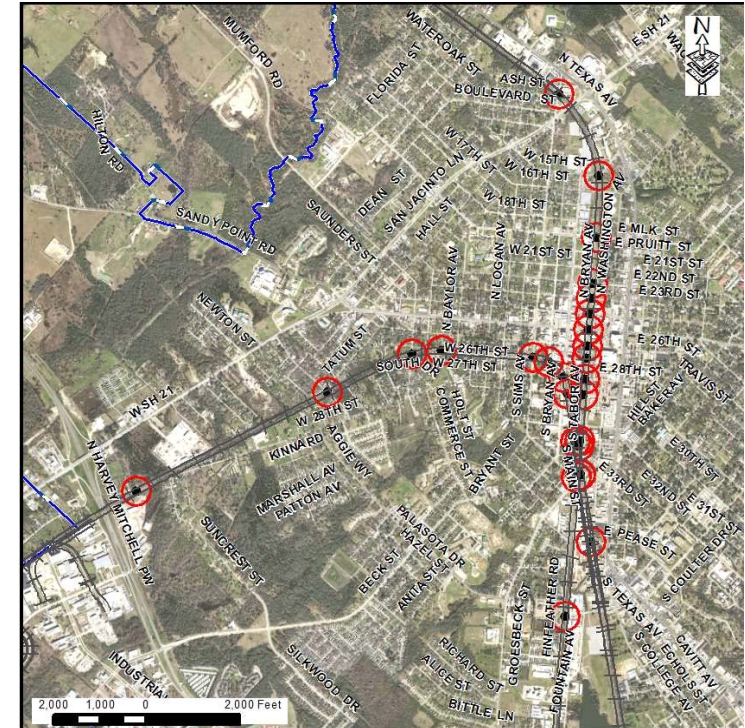 WATEROAK ST
E SH 21
N
MUMFORD RD
N TEXAS AV
FLORIDA ST
ASH ST
BOULEVARD ST
HILTON RD
W 17TH ST
W 15TH ST
W 16TH ST
DEAN ST
SAN JACINTO LN
W 18TH ST
HALL ST
N WASHINGTON AV
SANDY POINT RD
SAUNDERS ST
N LOGAN AV
W 21ST ST
N BRYAN AV
E MLK ST
E PRUITT ST
E 21ST ST
E 22ND ST
E 23RD ST
N BAYLOR AV
NEWTON ST
TATUM ST
W 26TH ST
E 26TH ST
SOUTH DR
W 27TH ST
E 28TH ST
TRAVIS ST
W SH 21
S SIMS AV
S BRYAN AV
S TABOR AV
HILL ST
BAKER AV
W 28TH ST
HOLT ST
COMMERCE ST
KINNARD
AGGIE WY
BRYANT ST
S MAIN ST
E 30TH ST
N HARVEY MITCHELL PW
MARSHALL AV
PATTON AV
E 32ND ST
E 31ST ST
PALASOTA DR
HAZEL ST
SUNCREST ST
BECK ST
ANITA ST
E PEASE ST
S COULTER DR
GROESBECK ST
FINFEATHER RD
S TEXAS AV
CAVITT AV
ECHOLS ST
S COLLEGE AV
SILKWOOD DR
RICHARD ST
ALICE ST
FOUNTAIN AV
INDUSTRIA
BITTLE LN
2,000 1,000 0 2,000 Feet